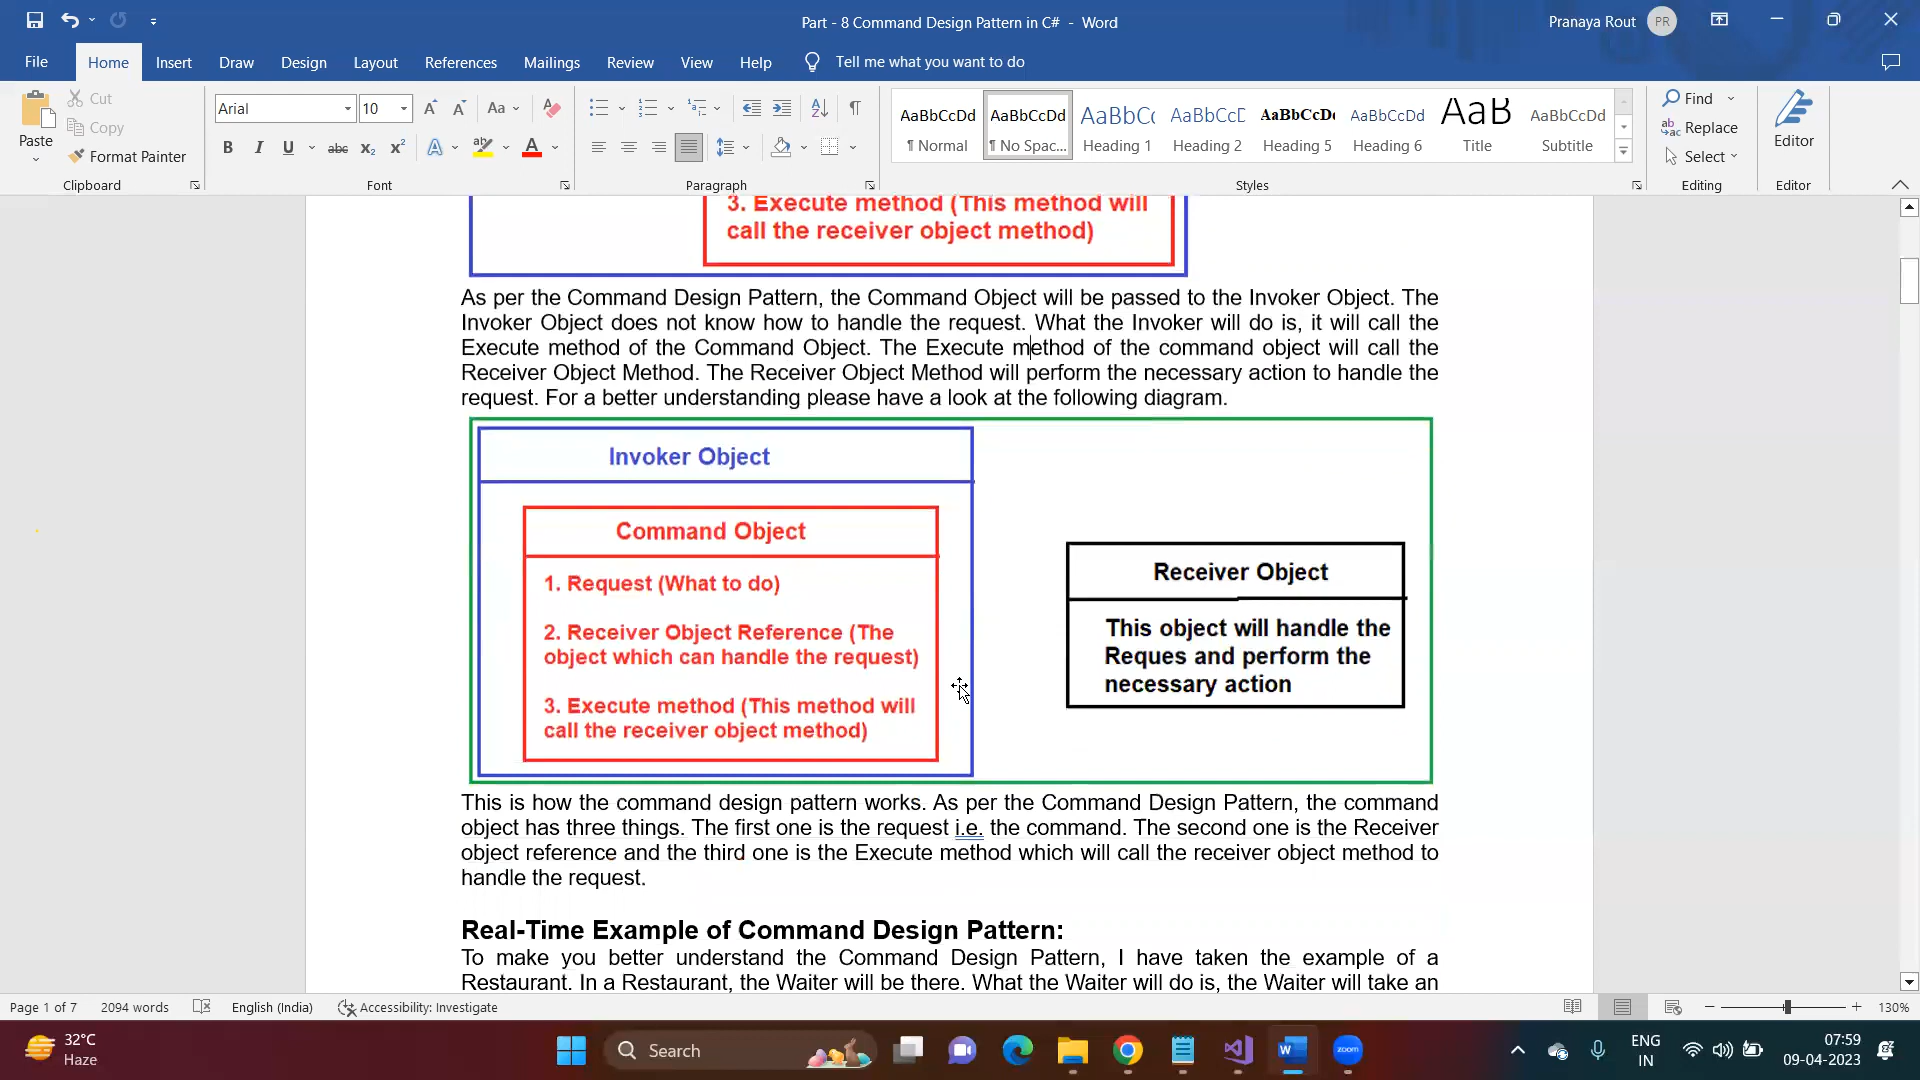 Part - 8 Command Design Pattern in C# - Word
Pranaya Rout PR
File Home Insert Draw Design Layout References Mailings Review View Help Tell me what you want to do
Paste
Cut
Copy
Format Painter
Clipboard
Arial 10
Aa
B I U abc x₂ x² A A
Font
Paragraph
AaBbCcDd AaBbCcDd AaBbCc AaBbCcC AaBbCcDc AaBbCcDd AaB AaBbCcDd
¶ Normal ¶ No Spac... Heading 1 Heading 2 Heading 5 Heading 6 Title Subtitle
Styles
Find
Replace
Select
Editing
Editor
Editor
3. Execute method (This method will
call the receiver object method)
As per the Command Design Pattern, the Command Object will be passed to the Invoker Object. The
Invoker Object does not know how to handle the request. What the Invoker will do is, it will call the
Execute method of the Command Object. The Execute method of the command object will call the
Receiver Object Method. The Receiver Object Method will perform the necessary action to handle the
request. For a better understanding please have a look at the following diagram.
Invoker Object
Command Object
1. Request (What to do)
2. Receiver Object Reference (The
object which can handle the request)
3. Execute method (This method will
call the receiver object method)
Receiver Object
This object will handle the
Reques and perform the
necessary action
This is how the command design pattern works. As per the Command Design Pattern, the command
object has three things. The first one is the request i.e. the command. The second one is the Receiver
object reference and the third one is the Execute method which will call the receiver object method to
handle the request.
Real-Time Example of Command Design Pattern:
To make you better understand the Command Design Pattern, I have taken the example of a
Restaurant. In a Restaurant, the Waiter will be there. What the Waiter will do is, the Waiter will take an
Page 1 of 7 2094 words English (India) Accessibility: Investigate 130%
32°C
Haze
Search
zoom
ENG
IN
07:59
09-04-2023